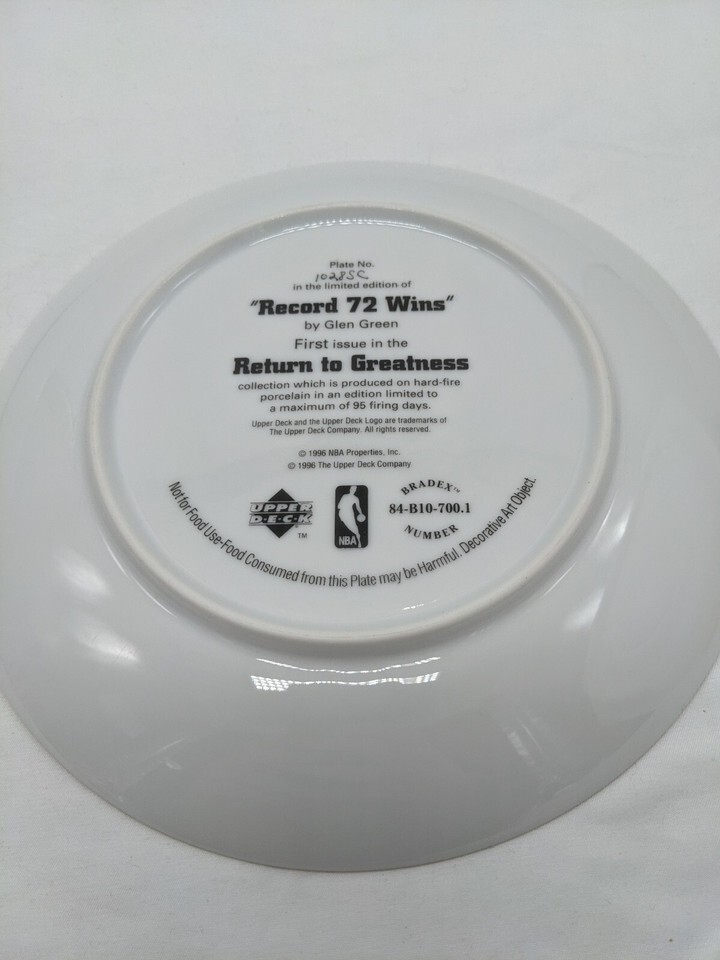 Plate No.
1028SC
in the limited edition of
"Record 72 Wins"
by Glen Green
First issue in the
Return to Greatness
collection which is produced on hard-fire
porcelain in an edition limited to
a maximum of 95 firing days.
Upper Deck and the Upper Deck Logo are trademarks of
The Upper Deck Company. All rights reserved.
© 1996 NBA Properties, Inc.
© 1996 The Upper Deck Company
UPPER
D·E·C·K
TM
NBA
BRADEX™
84-B10-700.1
NUMBER
Not for Food Use-Food Consumed from this Plate may be Harmful. Decorative Art Object.